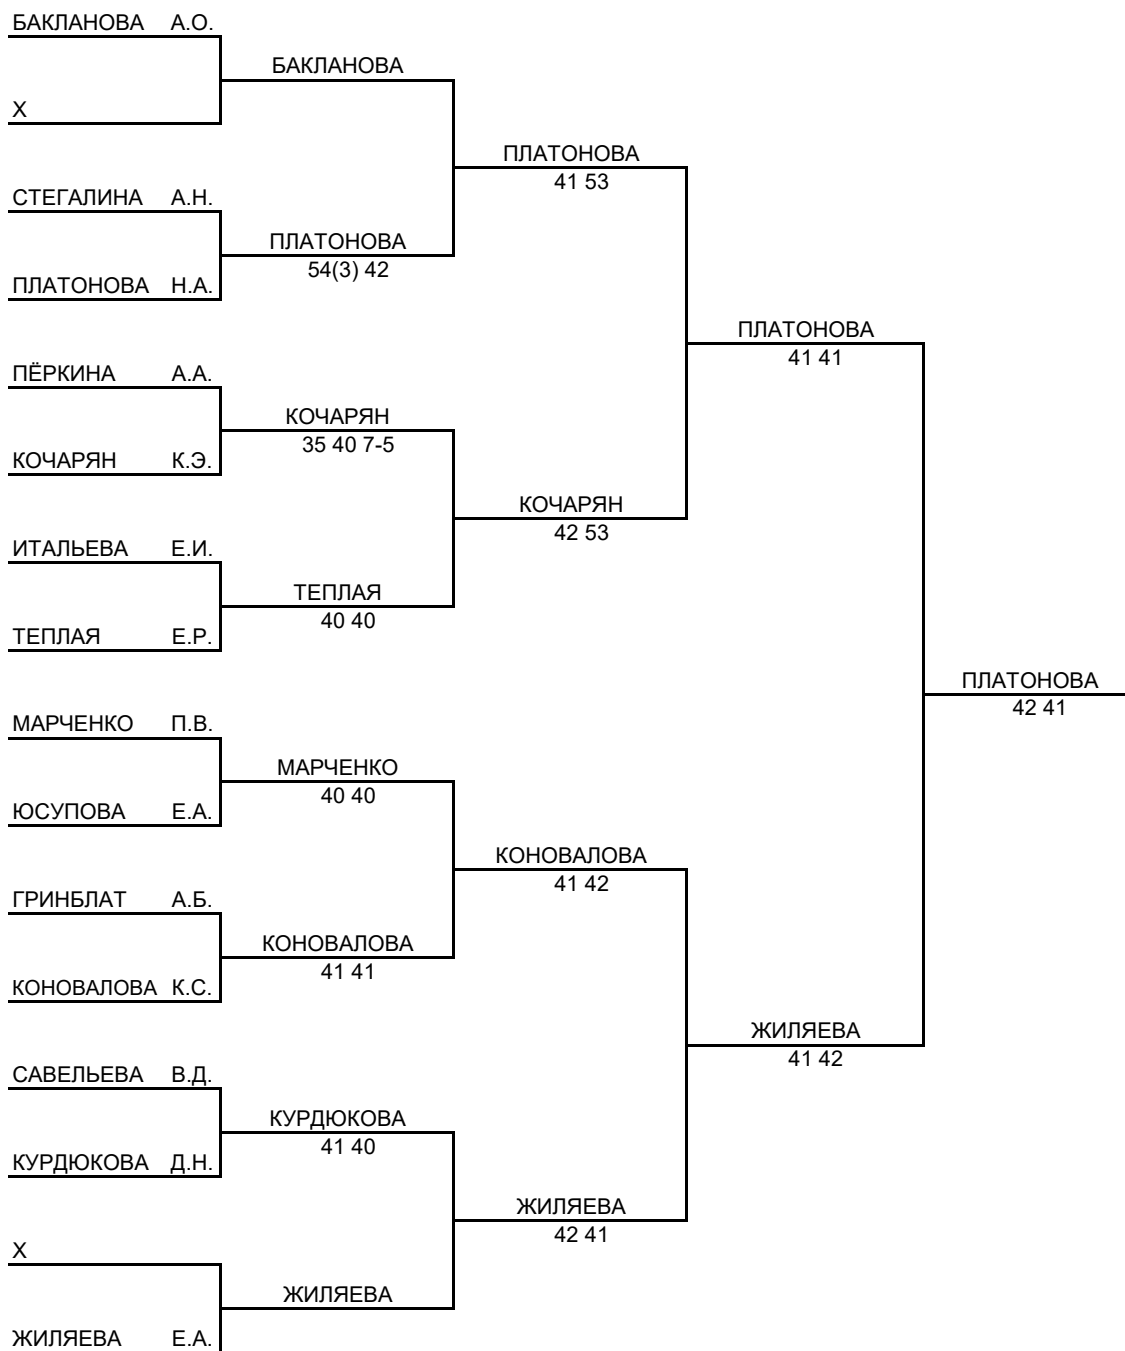 БАКЛАНОВА А.О.
БАКЛАНОВА
Х
ПЛАТОНОВА
41 53
СТЕГАЛИНА А.Н.
ПЛАТОНОВА
54(3) 42
ПЛАТОНОВА Н.А.
ПЛАТОНОВА
41 41
ПЁРКИНА А.А.
КОЧАРЯН
35 40 7-5
КОЧАРЯН К.Э.
КОЧАРЯН
42 53
ИТАЛЬЕВА Е.И.
ТЕПЛАЯ
40 40
ТЕПЛАЯ Е.Р.
ПЛАТОНОВА
42 41
МАРЧЕНКО П.В.
МАРЧЕНКО
40 40
ЮСУПОВА Е.А.
КОНОВАЛОВА
41 42
ГРИНБЛАТ А.Б.
КОНОВАЛОВА
41 41
КОНОВАЛОВА К.С.
ЖИЛЯЕВА
41 42
САВЕЛЬЕВА В.Д.
КУРДЮКОВА
41 40
КУРДЮКОВА Д.Н.
ЖИЛЯЕВА
42 41
Х
ЖИЛЯЕВА
ЖИЛЯЕВА Е.А.